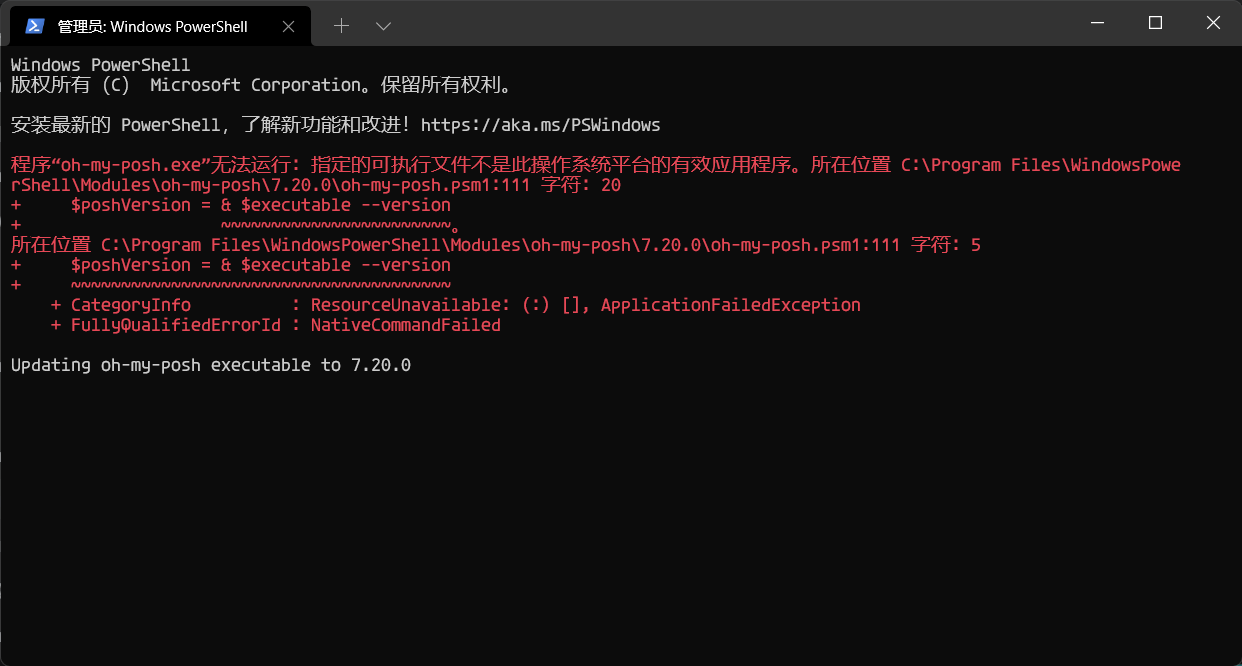 管理员: Windows PowerShell
Windows PowerShell
版权所有 (C)  Microsoft Corporation。保留所有权利。
安装最新的 PowerShell，了解新功能和改进！https://aka.ms/PSWindows
程序“oh-my-posh.exe”无法运行: 指定的可执行文件不是此操作系统平台的有效应用程序。所在位置 C:\Program Files\WindowsPowe
rShell\Modules\oh-my-posh\7.20.0\oh-my-posh.psm1:111 字符: 20
+     $poshVersion = & $executable --version
+                    ~~~~~~~~~~~~~~~~~~~~~~~。
所在位置 C:\Program Files\WindowsPowerShell\Modules\oh-my-posh\7.20.0\oh-my-posh.psm1:111 字符: 5
+     $poshVersion = & $executable --version
+     ~~~~~~~~~~~~~~~~~~~~~~~~~~~~~~~~~~~~~~
    + CategoryInfo          : ResourceUnavailable: (:) [], ApplicationFailedException
    + FullyQualifiedErrorId : NativeCommandFailed
Updating oh-my-posh executable to 7.20.0